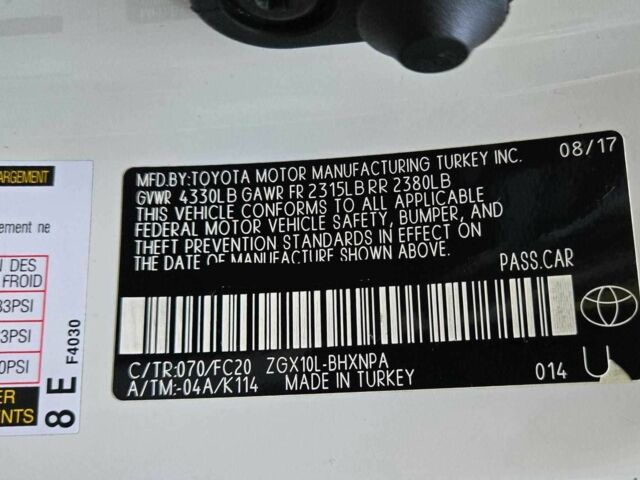 MFD.BY:TOYOTA MOTOR MANUFACTURING TURKEY INC. 08/17
GVWR 4330LB GAWR FR 2315LB RR 2380LB
THIS VEHICLE CONFORMS TO ALL APPLICABLE
FEDERAL MOTOR VEHICLE SAFETY, BUMPER, AND
THEFT PREVENTION STANDARDS IN EFFECT ON
THE DATE OF MANUFACTURE SHOWN ABOVE.
PASS.CAR
C/TR:070/FC20 ZGX10L-BHXNPA
A/TM:-04A/K114 MADE IN TURKEY
014 U
ARGEMENT
ement ne
N DES
FROID
33PSI
33PSI
0PSI
ER
ENTS
8 E F4030